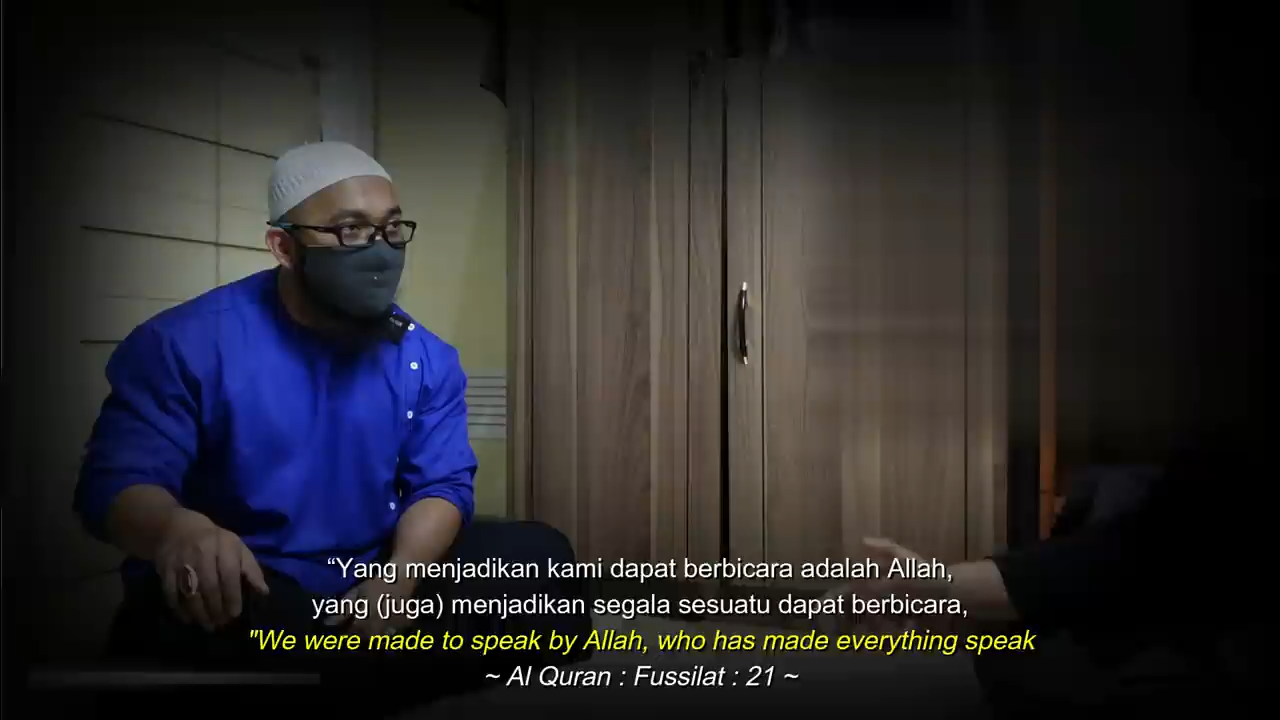 “Yang menjadikan kami dapat berbicara adalah Allah,
yang (juga) menjadikan segala sesuatu dapat berbicara,
"We were made to speak by Allah, who has made everything speak
~ Al Quran : Fussilat : 21 ~